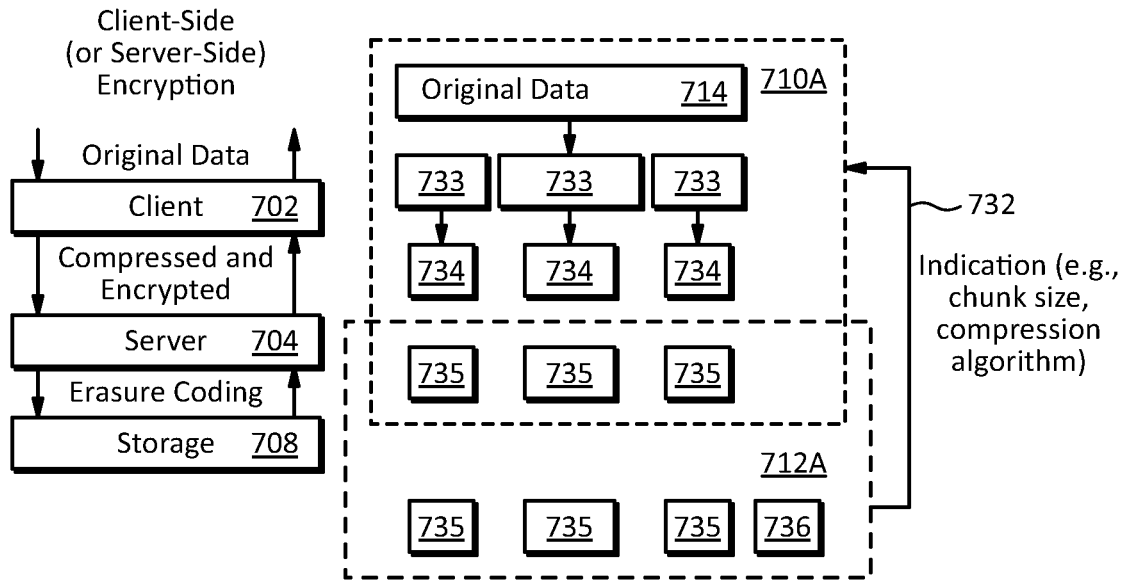 Client-Side
(or Server-Side)
Encryption
Original Data
Client 702
Compressed and
Encrypted
Server 704
Erasure Coding
Storage 708
Original Data 714
710A
733 733 733
734 734 734
735 735 735
712A
735 735 735 736
732
Indication (e.g.,
chunk size,
compression
algorithm)